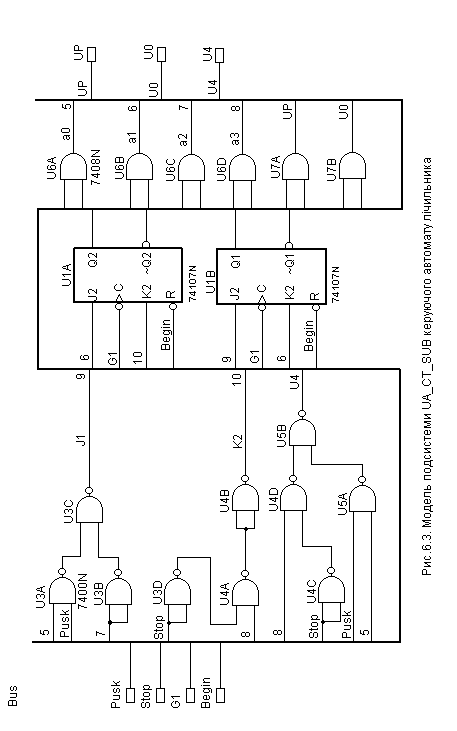 Bus
Pusk
Stop
G1
Begin
5
Pusk
U3A
7400N
7
U3B
U3C
J1
9
Stop
U3D
8
U4A
U4B
K2
10
8
U4D
Stop
U4C
Pusk
5
U5A
U5B
U4
6
G1
10
Begin
U1A
J2
C
K2
R
Q2
~Q2
74107N
9
G1
6
Begin
U1B
J2
C
K2
R
Q1
~Q1
74107N
U6A
7408N
a0
5
U6B
a1
6
U6C
a2
7
U6D
a3
8
U7A
UP
U7B
U0
UP
UP
U0
U0
U4
U4
Рис.6.3. Модель подсистеми UA_CT_SUB керуючого автомату лічильника